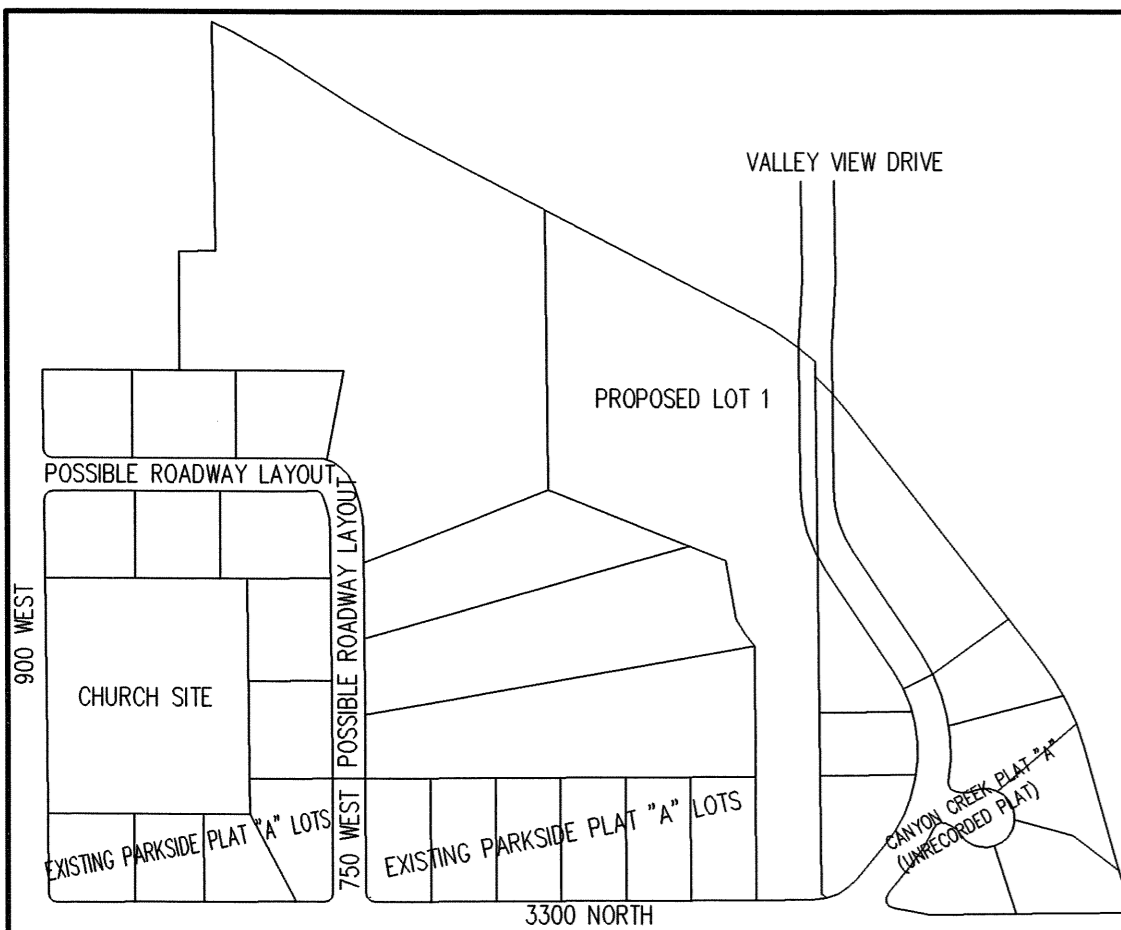 VALLEY VIEW DRIVE
PROPOSED LOT 1
POSSIBLE ROADWAY LAYOUT
POSSIBLE ROADWAY LAYOUT
900 WEST
CHURCH SITE
EXISTING PARKSIDE PLAT "A" LOTS
750 WEST
EXISTING PARKSIDE PLAT "A" LOTS
CANYON CREEK PLAT "A"
(UNRECORDED PLAT)
3300 NORTH